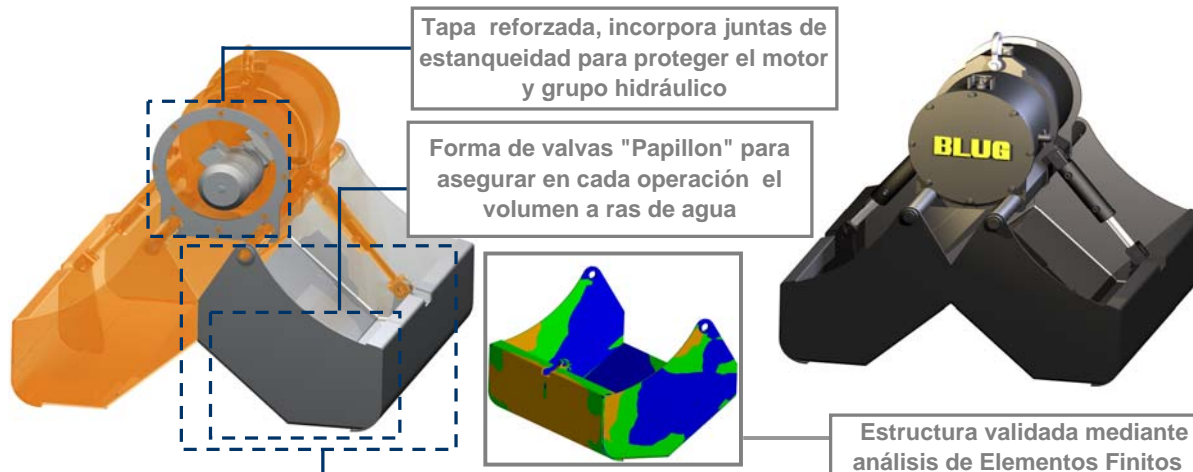 Tapa reforzada, incorpora juntas de
estanqueidad para proteger el motor
y grupo hidráulico
Forma de valvas "Papillon" para
asegurar en cada operación el
volumen a ras de agua
BLUG
Estructura validada mediante
análisis de Elementos Finitos